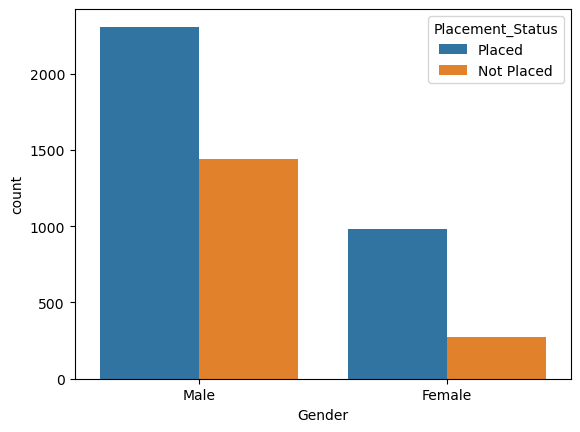 Placement_Status
Placed
Not Placed
2000
1500
1000
500
0
count
Male
Female
Gender